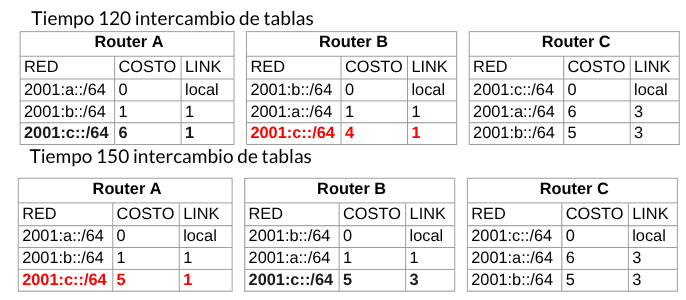 Tiempo 120 intercambio de tablas
Router A Router B Router C
RED COSTO LINK RED COSTO LINK RED COSTO LINK
2001:a::/64 0 local 2001:b::/64 0 local 2001:c::/64 0 local
2001:b::/64 1 1 2001:a::/64 1 1 2001:a::/64 6 3
2001:c::/64 6 1 2001:c::/64 4 1 2001:b::/64 5 3
Tiempo 150 intercambio de tablas
Router A Router B Router C
RED COSTO LINK RED COSTO LINK RED COSTO LINK
2001:a::/64 0 local 2001:b::/64 0 local 2001:c::/64 0 local
2001:b::/64 1 1 2001:a::/64 1 1 2001:a::/64 6 3
2001:c::/64 5 1 2001:c::/64 5 3 2001:b::/64 5 3